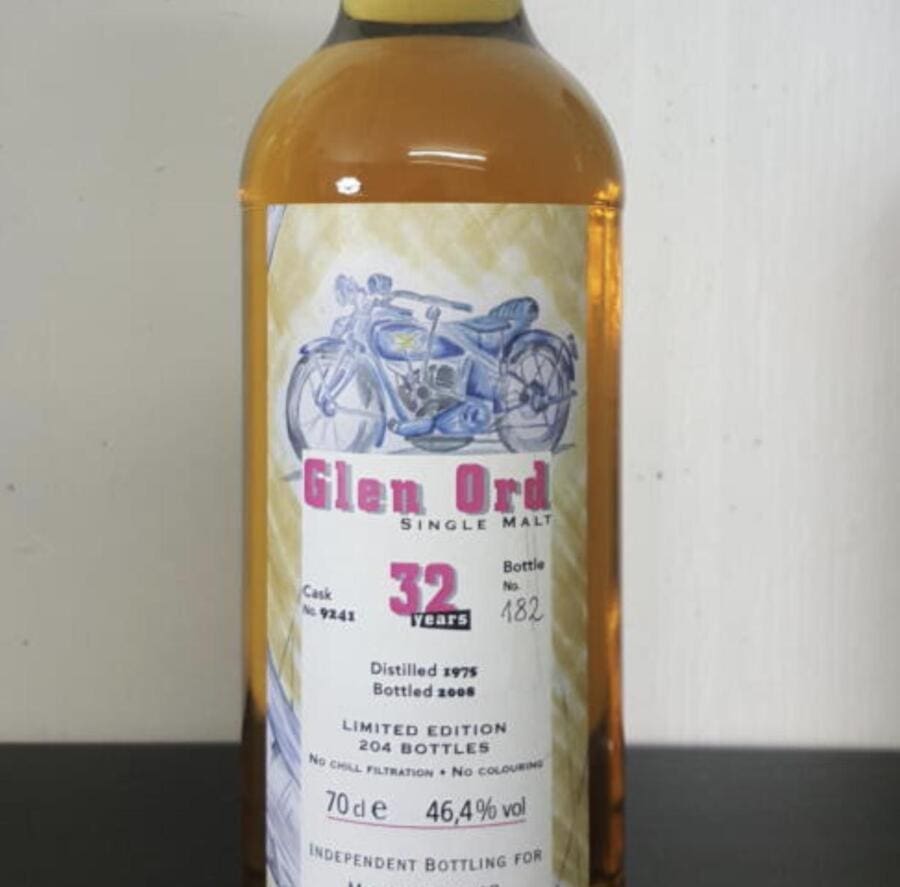 Glen Ord
SINGLE MALT
32
years
Cask
No. 9241
Bottle
No.
182
Distilled 1975
Bottled 2008
LIMITED EDITION
204 BOTTLES
NO CHILL FILTRATION • NO COLOURING
70 d e 46,4% vol
INDEPENDENT BOTTLING FOR